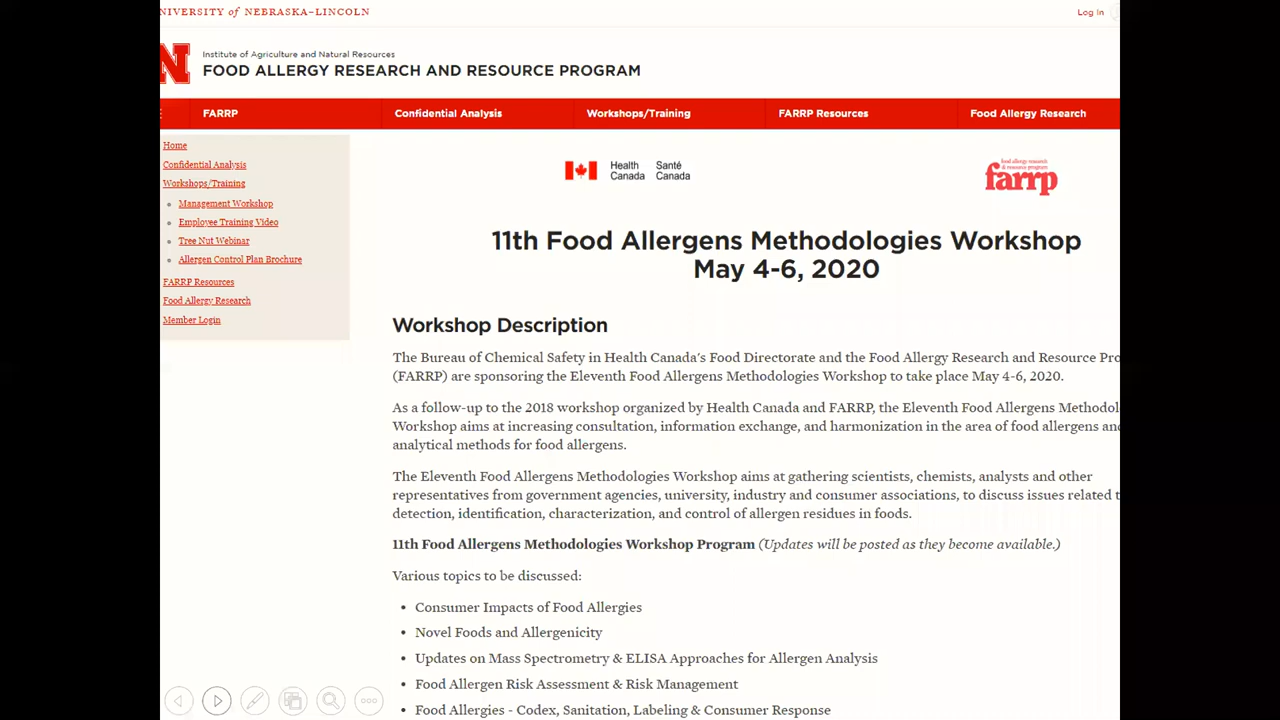 NIVERSITY of NEBRASKA–LINCOLN
Log In
N
Institute of Agriculture and Natural Resources
FOOD ALLERGY RESEARCH AND RESOURCE PROGRAM
FARRP
Confidential Analysis
Workshops/Training
FARRP Resources
Food Allergy Research
Home
Confidential Analysis
Workshops/Training
Management Workshop
Employee Training Video
Tree Nut Webinar
Allergen Control Plan Brochure
FARRP Resources
Food Allergy Research
Member Login
Health Canada
Santé Canada
food allergy research
& resource program
farrp
11th Food Allergens Methodologies Workshop
May 4-6, 2020
Workshop Description
The Bureau of Chemical Safety in Health Canada's Food Directorate and the Food Allergy Research and Resource Pro
(FARRP) are sponsoring the Eleventh Food Allergens Methodologies Workshop to take place May 4-6, 2020.
As a follow-up to the 2018 workshop organized by Health Canada and FARRP, the Eleventh Food Allergens Methodol
Workshop aims at increasing consultation, information exchange, and harmonization in the area of food allergens and
analytical methods for food allergens.
The Eleventh Food Allergens Methodologies Workshop aims at gathering scientists, chemists, analysts and other
representatives from government agencies, university, industry and consumer associations, to discuss issues related t
detection, identification, characterization, and control of allergen residues in foods.
11th Food Allergens Methodologies Workshop Program (Updates will be posted as they become available.)
Various topics to be discussed:
• Consumer Impacts of Food Allergies
• Novel Foods and Allergenicity
• Updates on Mass Spectrometry & ELISA Approaches for Allergen Analysis
• Food Allergen Risk Assessment & Risk Management
• Food Allergies - Codex, Sanitation, Labeling & Consumer Response